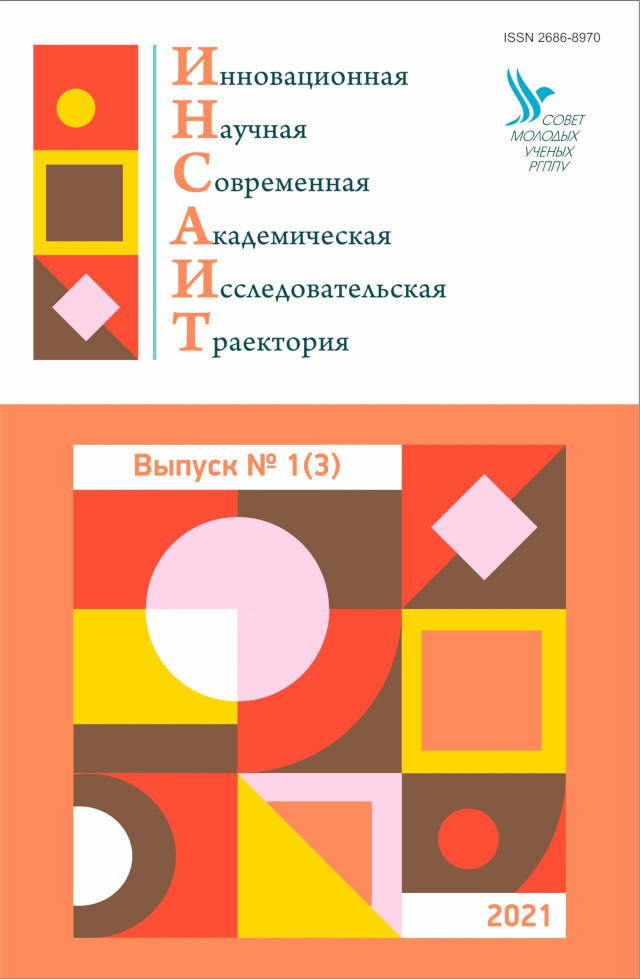 ISSN 2686-8970
Инновационная
Научная
Современная
Академическая
Исследовательская
Траектория
СОВЕТ
МОЛОДЫХ
УЧЕНЫХ
РГППУ
Выпуск № 1(3)
2021